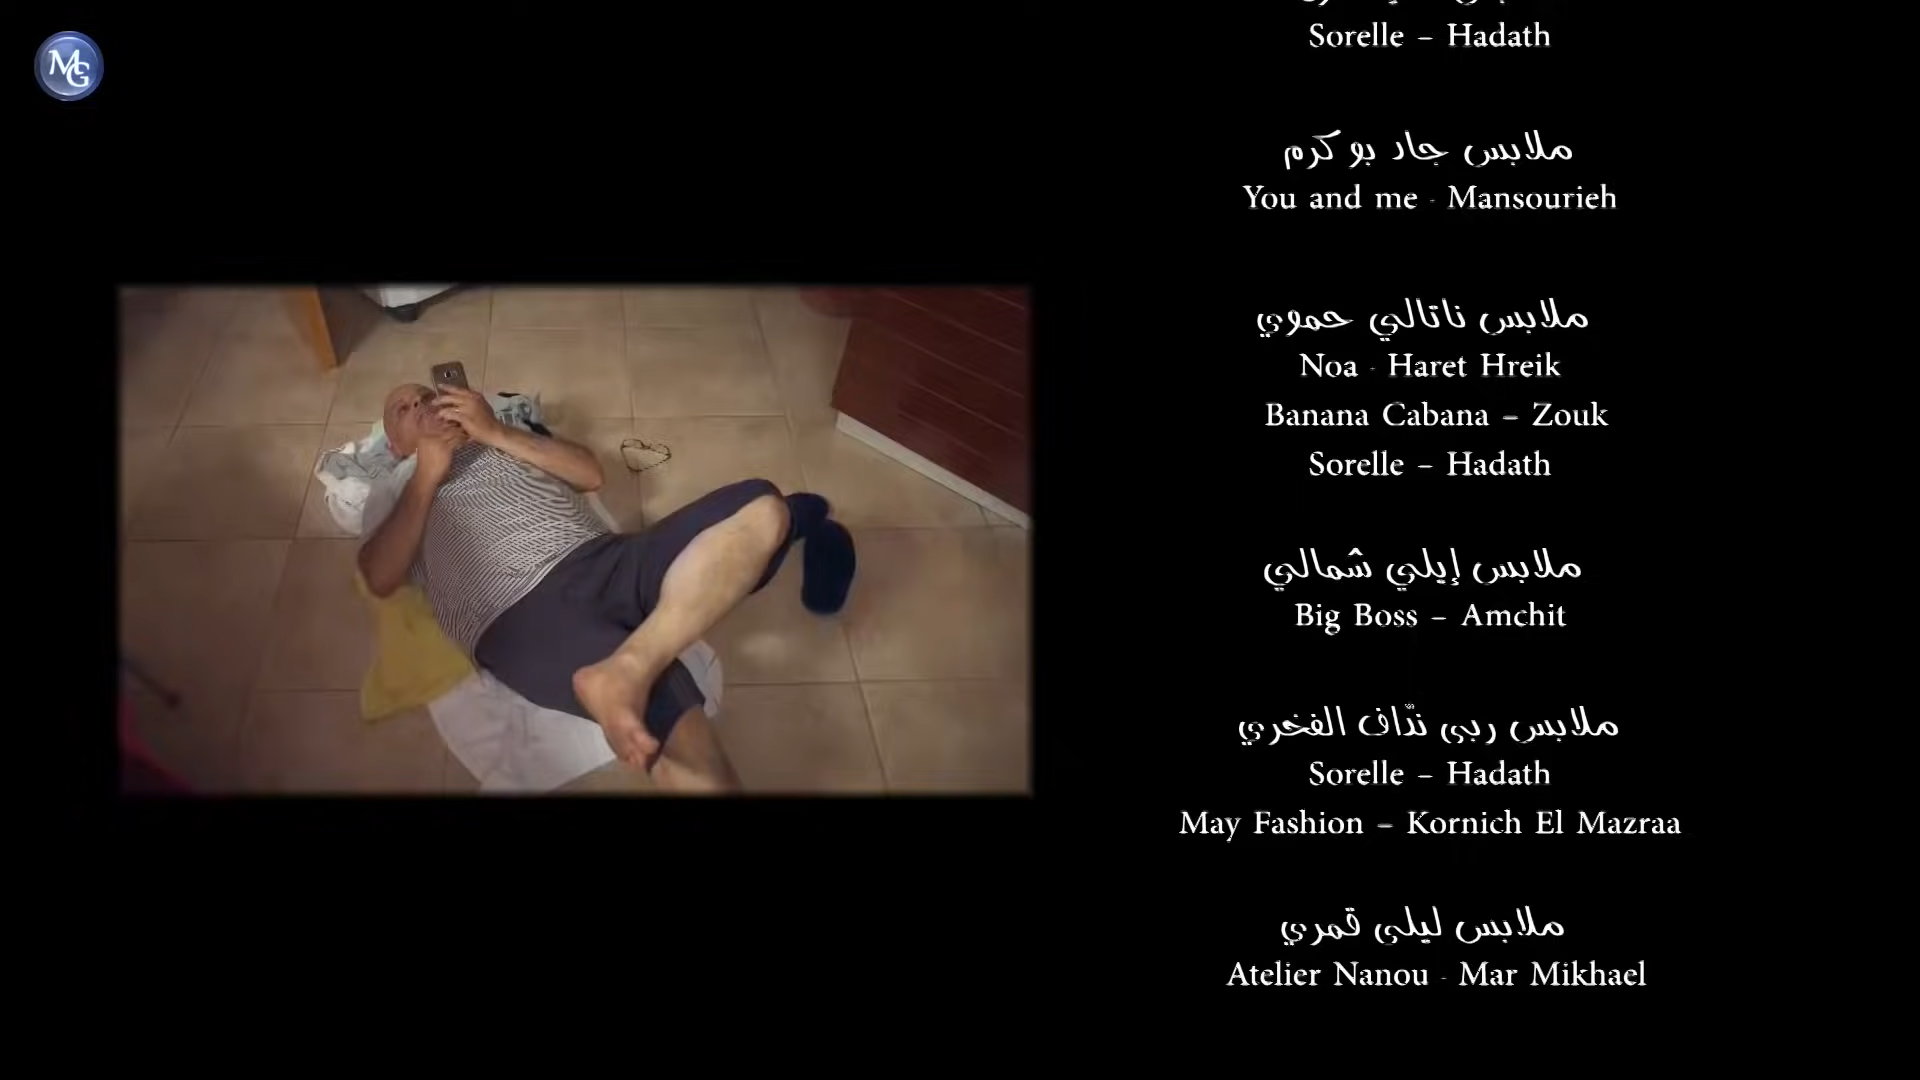 MG
Sorelle – Hadath
ملابس جاد بو كرم
You and me - Mansourieh
ملابس ناتالي حموي
Noa - Haret Hreik
Banana Cabana – Zouk
Sorelle – Hadath
ملابس إيلي شمالي
Big Boss – Amchit
ملابس ربى ندّاف الفخري
Sorelle – Hadath
May Fashion – Kornich El Mazraa
ملابس ليلى قمري
Atelier Nanou - Mar Mikhael